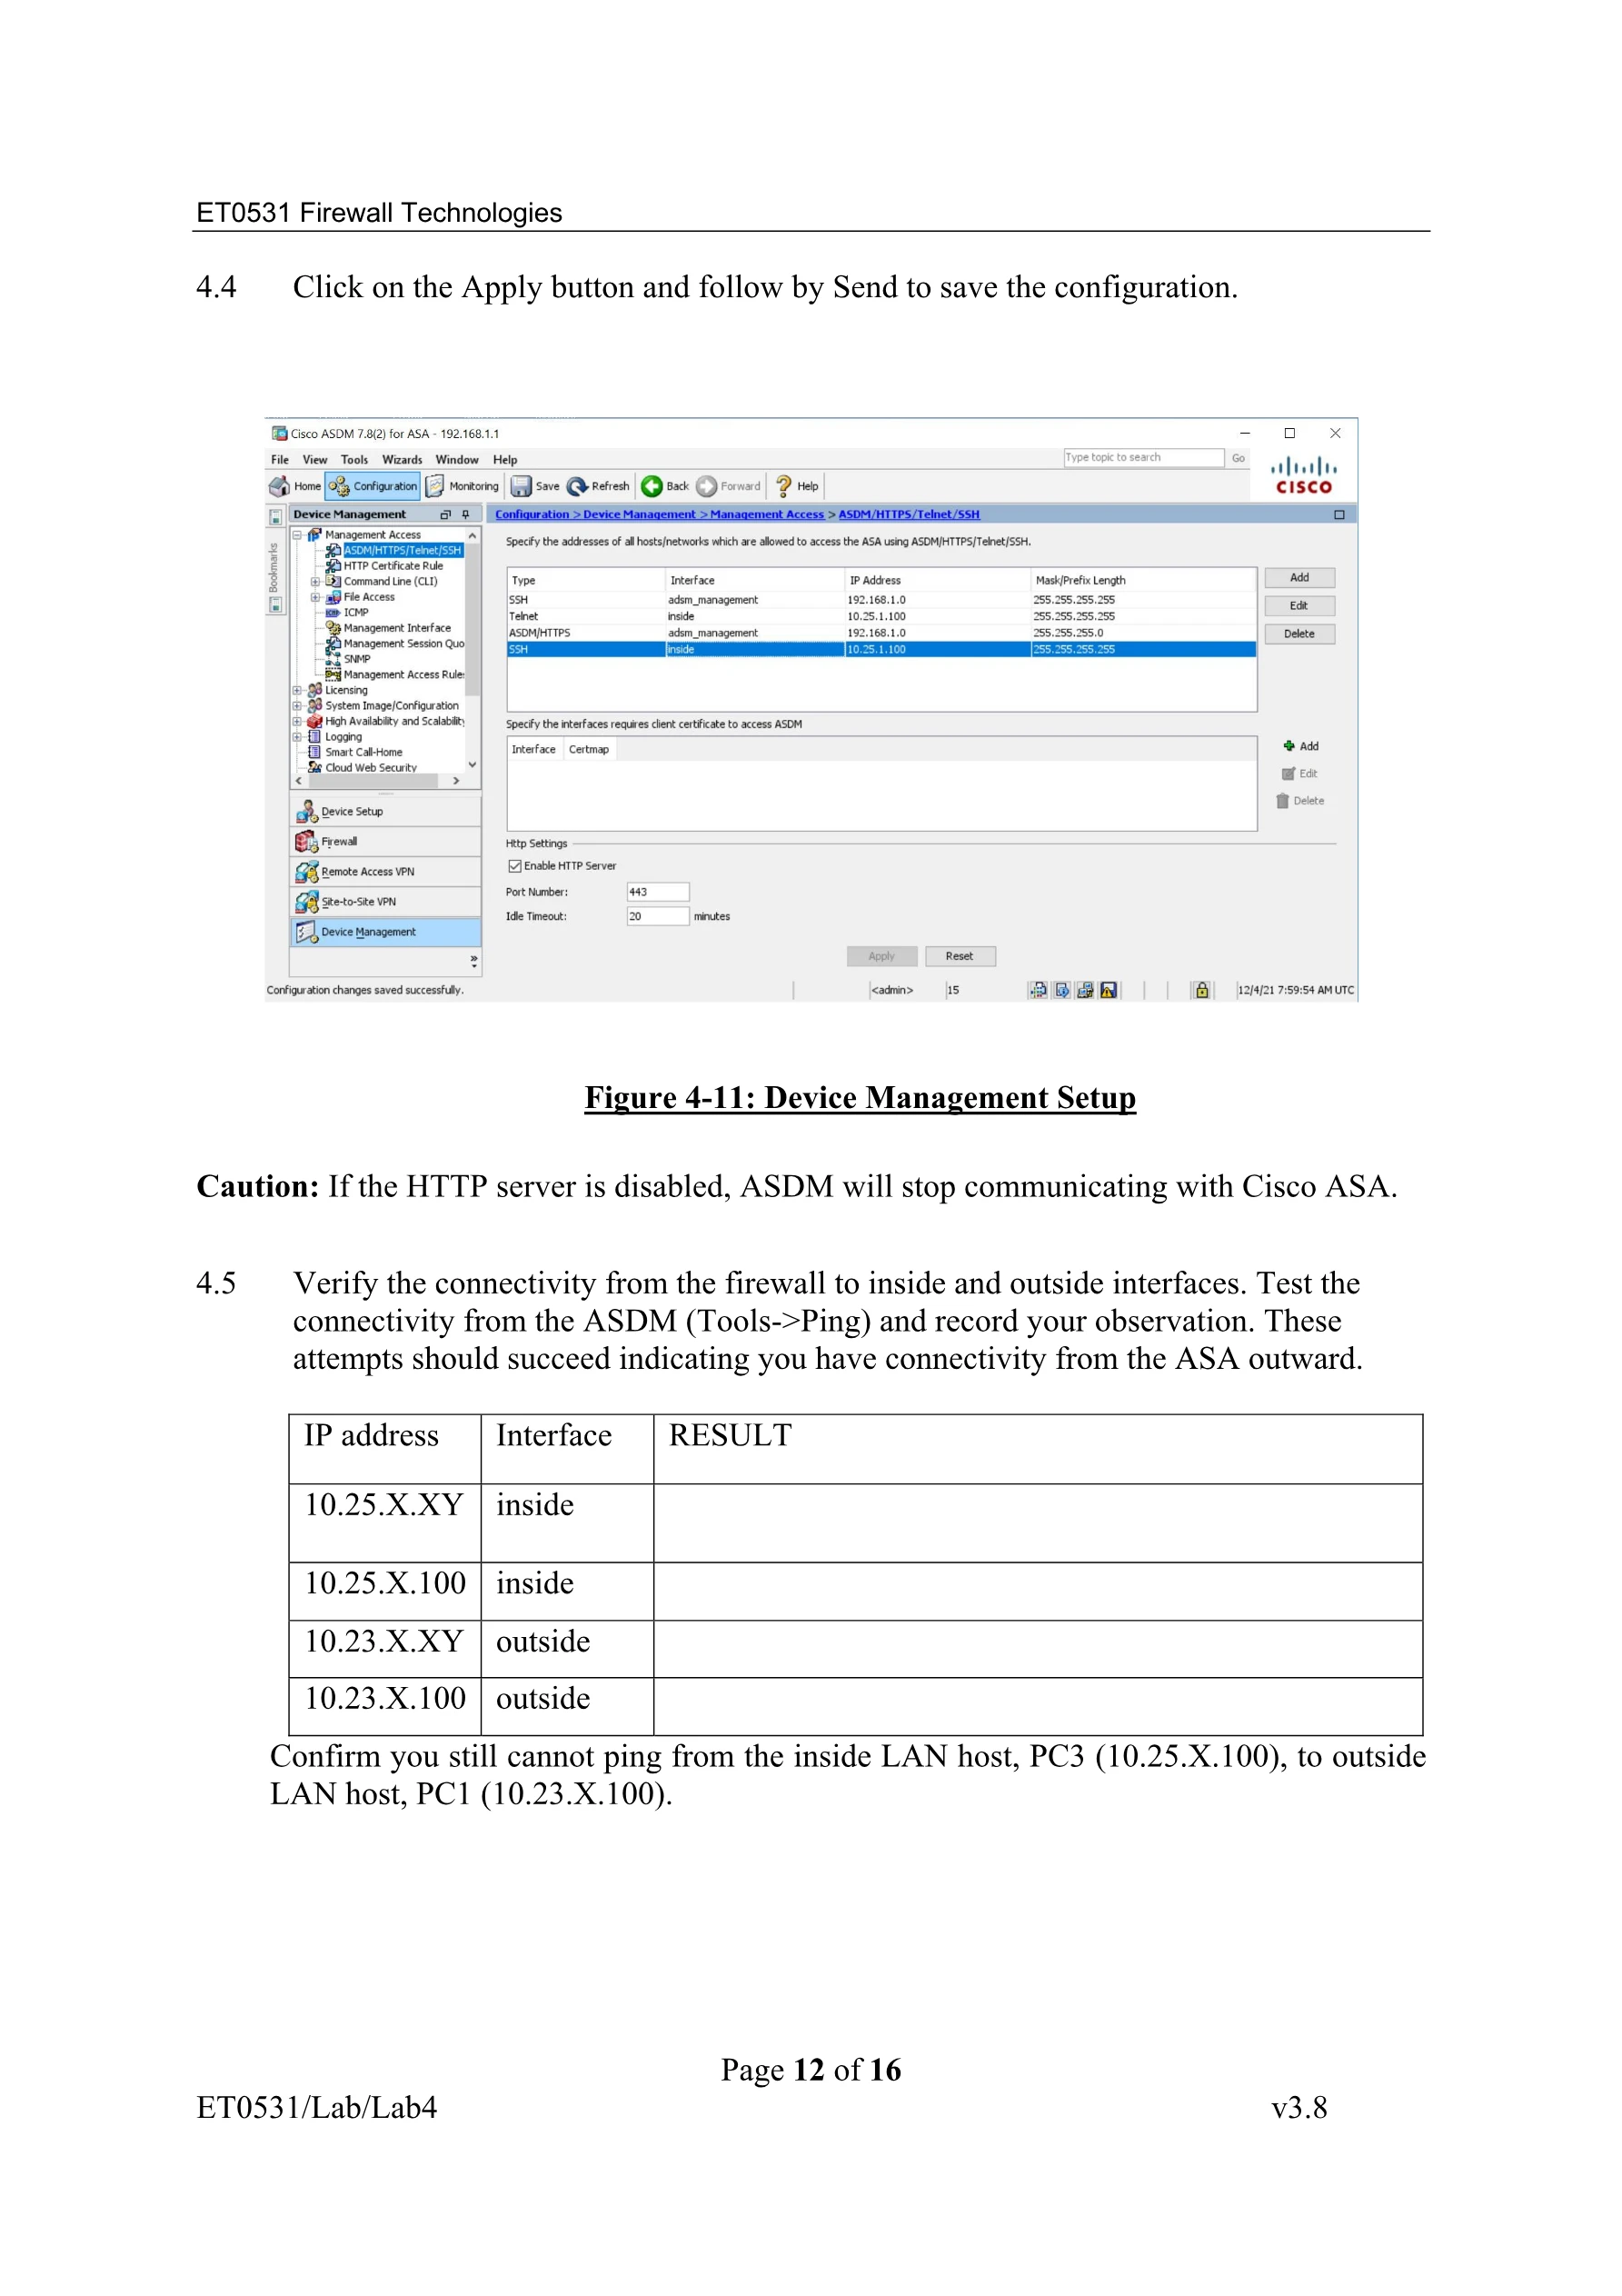 ET0531 Firewall Technologies
4.4 Click on the Apply button and follow by Send to save the configuration.
Cisco ASDM 7.8(2) for ASA - 192.168.1.1
File View Tools Wizards Window Help
Type topic to search Go
CISCO
Home Configuration Monitoring Save Refresh Back Forward Help
Bookmarks
Device Management
Management Access
ASDM/HTTPS/Telnet/SSH
HTTP Certificate Rule
Command Line (CLI)
File Access
ICMP
Management Interface
Management Session Quo
SNMP
Management Access Rule
Licensing
System Image/Configuration
High Availability and Scalability
Logging
Smart Call-Home
Cloud Web Security
Device Setup
Firewall
Remote Access VPN
Site-to-Site VPN
Device Management
Configuration > Device Management > Management Access > ASDM/HTTPS/Telnet/SSH
Specify the addresses of all hosts/networks which are allowed to access the ASA using ASDM/HTTPS/Telnet/SSH.
Type Interface IP Address Mask/Prefix Length
SSH adsm_management 192.168.1.0 255.255.255.255
Telnet inside 10.25.1.100 255.255.255.255
ASDM/HTTPS adsm_management 192.168.1.0 255.255.255.0
SSH inside 10.25.1.100 255.255.255.255
Add
Edit
Delete
Specify the interfaces requires client certificate to access ASDM
Interface Certmap
Add
Edit
Delete
Http Settings
Enable HTTP Server
Port Number: 443
Idle Timeout: 20 minutes
Apply Reset
Configuration changes saved successfully. <admin> 15 12/4/21 7:59:54 AM UTC
Figure 4-11: Device Management Setup
Caution: If the HTTP server is disabled, ASDM will stop communicating with Cisco ASA.
4.5 Verify the connectivity from the firewall to inside and outside interfaces. Test the
connectivity from the ASDM (Tools->Ping) and record your observation. These
attempts should succeed indicating you have connectivity from the ASA outward.
IP address Interface RESULT
10.25.X.XY inside
10.25.X.100 inside
10.23.X.XY outside
10.23.X.100 outside
Confirm you still cannot ping from the inside LAN host, PC3 (10.25.X.100), to outside
LAN host, PC1 (10.23.X.100).
Page 12 of 16
ET0531/Lab/Lab4 v3.8